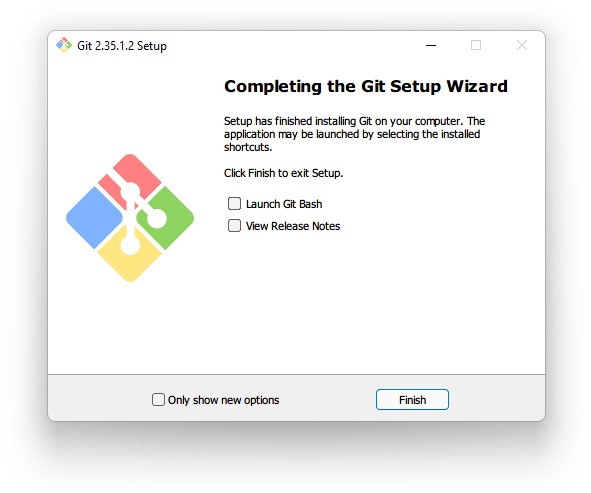 Git 2.35.1.2 Setup
Completing the Git Setup Wizard
Setup has finished installing Git on your computer. The
application may be launched by selecting the installed
shortcuts.
Click Finish to exit Setup.
Launch Git Bash
View Release Notes
Only show new options
Finish